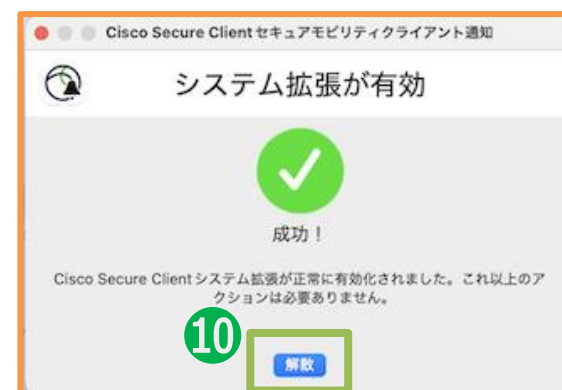 Cisco Secure Client セキュアモビリティクライアント通知
システム拡張が有効
成功！
Cisco Secure Client システム拡張が正常に有効化されました。これ以上のア
クションは必要ありません。
10
解散